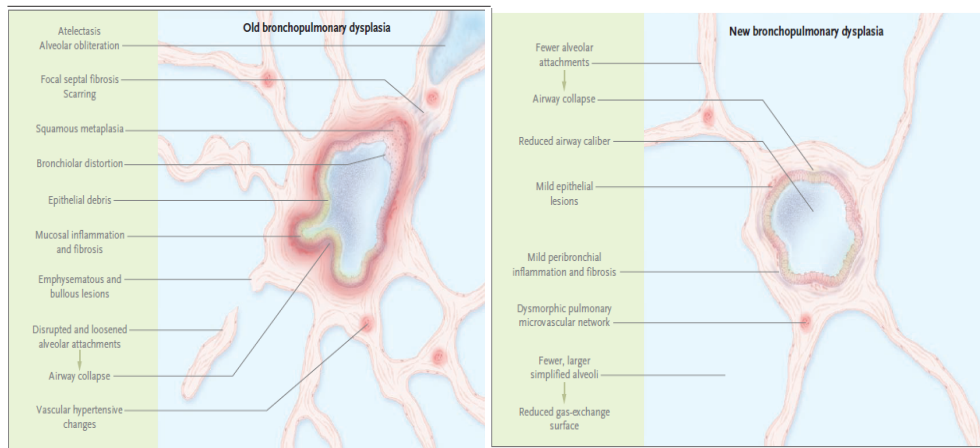 Old bronchopulmonary dysplasia
Atelectasis
Alveolar obliteration
Focal septal fibrosis
Scarring
Squamous metaplasia
Bronchiolar distortion
Epithelial debris
Mucosal inflammation
and fibrosis
Emphysematous and
bullous lesions
Disrupted and loosened
alveolar attachments
Airway collapse
Vascular hypertensive
changes
New bronchopulmonary dysplasia
Fewer alveolar
attachments
Airway collapse
Reduced airway caliber
Mild epithelial
lesions
Mild peribronchial
inflammation and fibrosis
Dysmorphic pulmonary
microvascular network
Fewer, larger
simplified alveoli
Reduced gas-exchange
surface